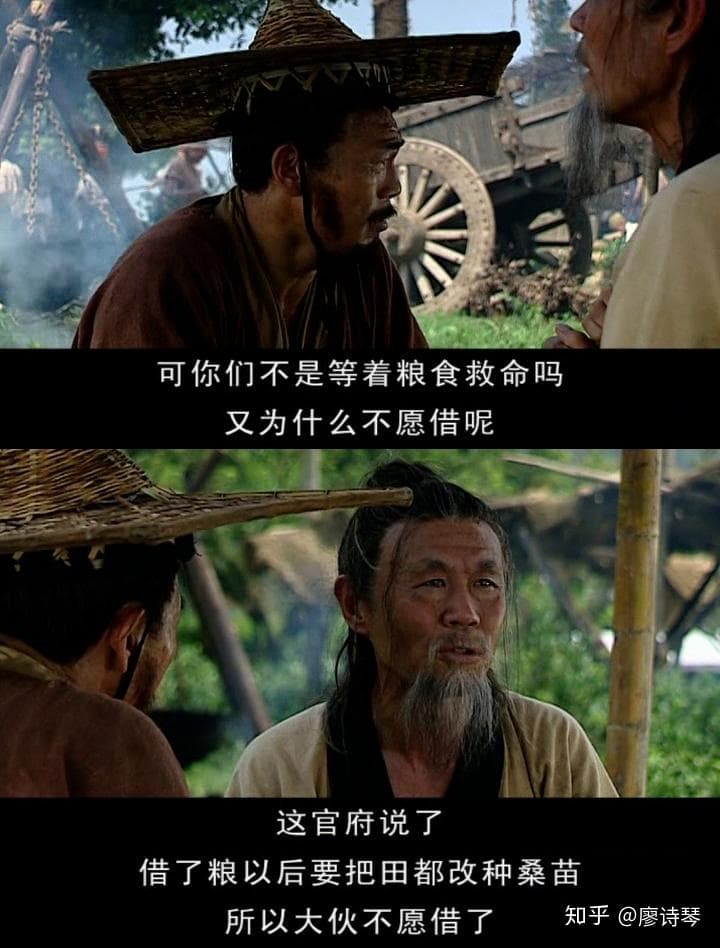 可你们不是等着粮食救命吗
又为什么不愿借呢
这官府说了
借了粮以后要把田都改种桑苗
所以大伙不愿借了
知乎 @廖诗琴